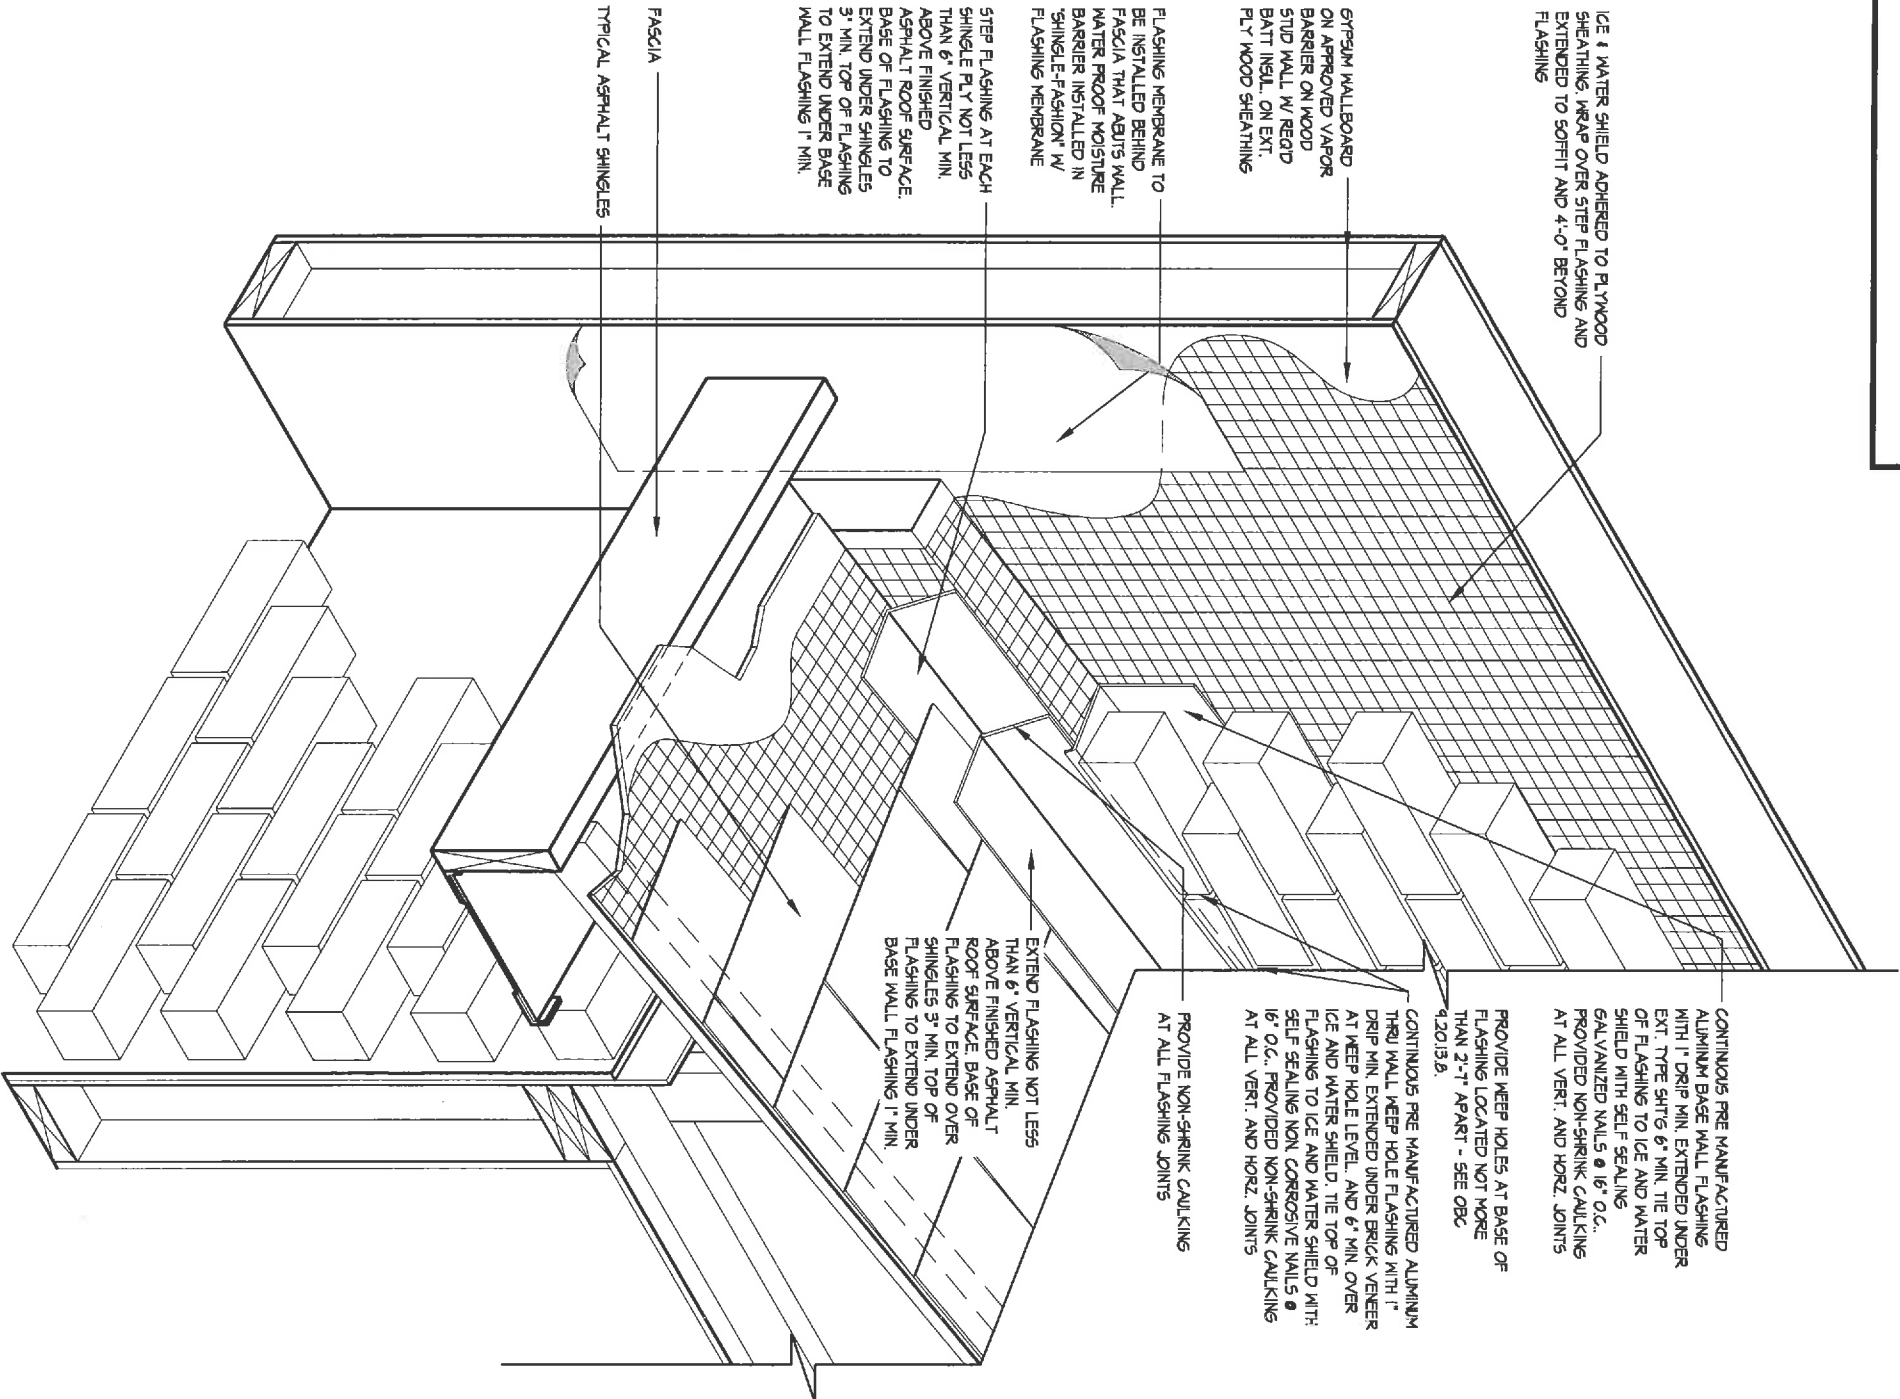 ICE & WATER SHIELD ADHERED TO PLYWOOD
SHEATHING, WRAP OVER STEP FLASHING AND
EXTENDED TO SOFFIT AND 4'-0" BEYOND
FLASHING
GYPSUM WALLBOARD
ON APPROVED VAPOR
BARRIER ON WOOD
STUD WALL W/ REQ'D
BATT INSUL. ON EXT.
PLY WOOD SHEATHING
FLASHING MEMBRANE TO
BE INSTALLED BEHIND
FASCIA THAT ABUTS WALL.
WATER PROOF MOISTURE
BARRIER INSTALLED IN
"SHINGLE-FASHION" W/
FLASHING MEMBRANE
STEP FLASHING AT EACH
SHINGLE PLY NOT LESS
THAN 6" VERTICAL MIN.
ABOVE FINISHED
ASPHALT ROOF SURFACE.
BASE OF FLASHING TO
EXTEND UNDER SHINGLES
3" MIN. TOP OF FLASHING
TO EXTEND UNDER BASE
WALL FLASHING 1" MIN.
FASCIA
TYPICAL ASPHALT SHINGLES
CONTINUOUS PRE MANUFACTURED
ALUMINUM BASE WALL FLASHING
WITH 1" DRIP MIN. EXTENDED UNDER
EXT. TYPE SHT'G 6" MIN. TIE TOP
OF FLASHING TO ICE AND WATER
SHIELD WITH SELF SEALING
GALVANIZED NAILS @ 16" O.C..
PROVIDED NON-SHRINK CAULKING
AT ALL VERT. AND HORZ. JOINTS
PROVIDE WEEP HOLES AT BASE OF
FLASHING LOCATED NOT MORE
THAN 2'-7" APART - SEE OBC
9.20.13.8.
CONTINUOUS PRE MANUFACTURED ALUMINUM
THRU WALL WEEP HOLE FLASHING WITH 1"
DRIP MIN. EXTENDED UNDER BRICK VENEER
AT WEEP HOLE LEVEL. AND 6" MIN. OVER
ICE AND WATER SHIELD. TIE TOP OF
FLASHING TO ICE AND WATER SHIELD WITH
SELF SEALING NON CORROSIVE NAILS @
16" O.C.. PROVIDED NON-SHRINK CAULKING
AT ALL VERT. AND HORZ. JOINTS
PROVIDE NON-SHRINK CAULKING
AT ALL FLASHING JOINTS
EXTEND FLASHING NOT LESS
THAN 6" VERTICAL MIN.
ABOVE FINISHED ASPHALT
ROOF SURFACE. BASE OF
FLASHING TO EXTEND OVER
SHINGLES 3" MIN. TOP OF
FLASHING TO EXTEND UNDER
BASE WALL FLASHING 1" MIN.